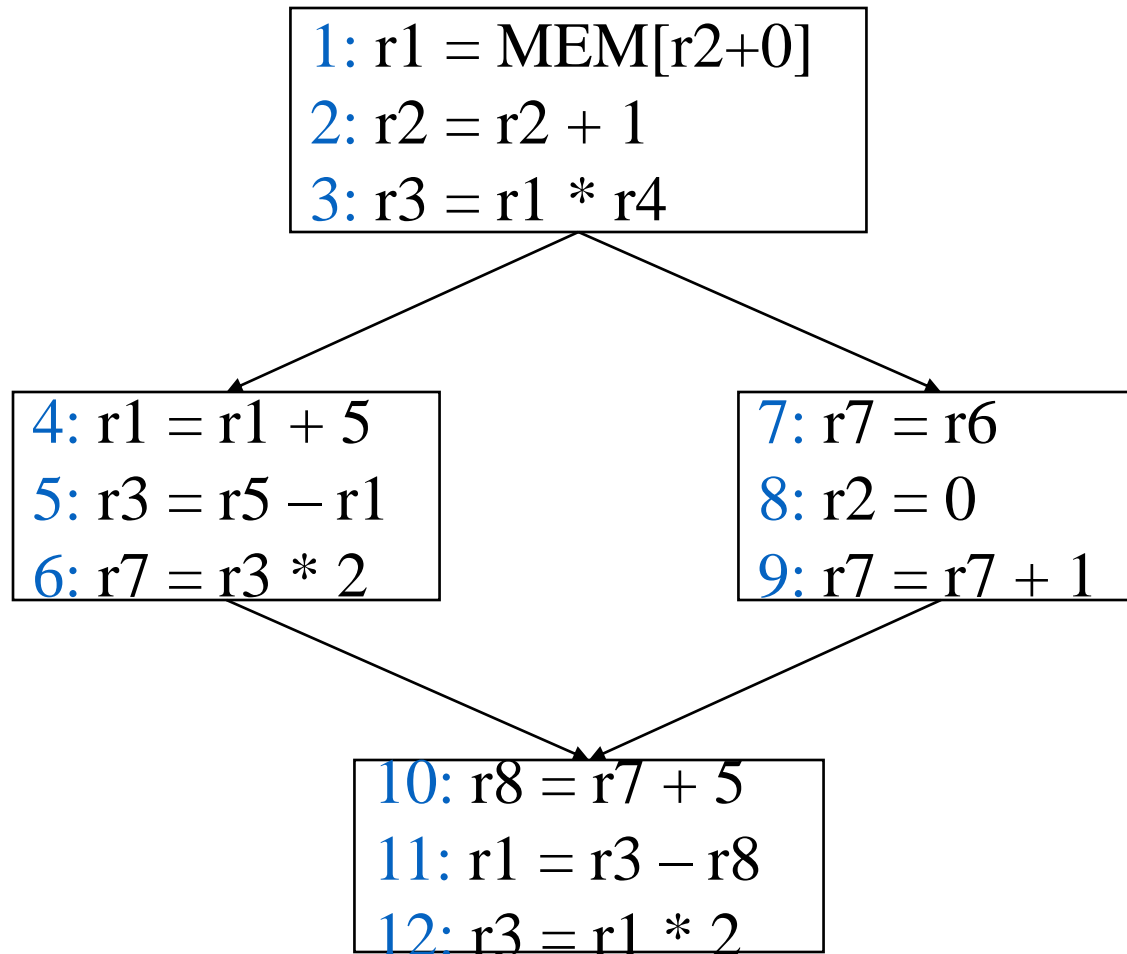 1: r1 = MEM[r2+0]
2: r2 = r2 + 1
3: r3 = r1 * r4
4: r1 = r1 + 5
5: r3 = r5 – r1
6: r7 = r3 * 2
7: r7 = r6
8: r2 = 0
9: r7 = r7 + 1
10: r8 = r7 + 5
11: r1 = r3 – r8
12: r3 = r1 * 2